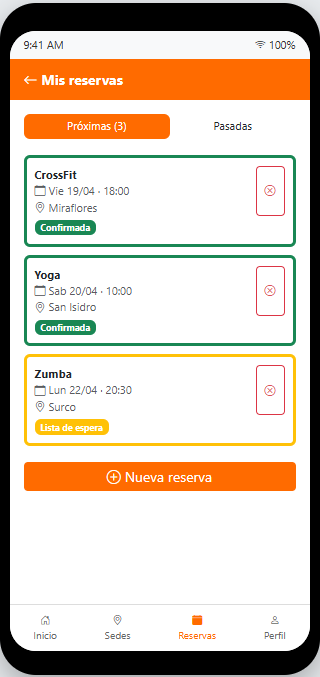 9:41 AM 100%
← Mis reservas
Próximas (3) Pasadas
CrossFit
Vie 19/04 · 18:00
Miraflores
Confirmada
Yoga
Sab 20/04 · 10:00
San Isidro
Confirmada
Zumba
Lun 22/04 · 20:30
Surco
Lista de espera
Nueva reserva
Inicio Sedes Reservas Perfil